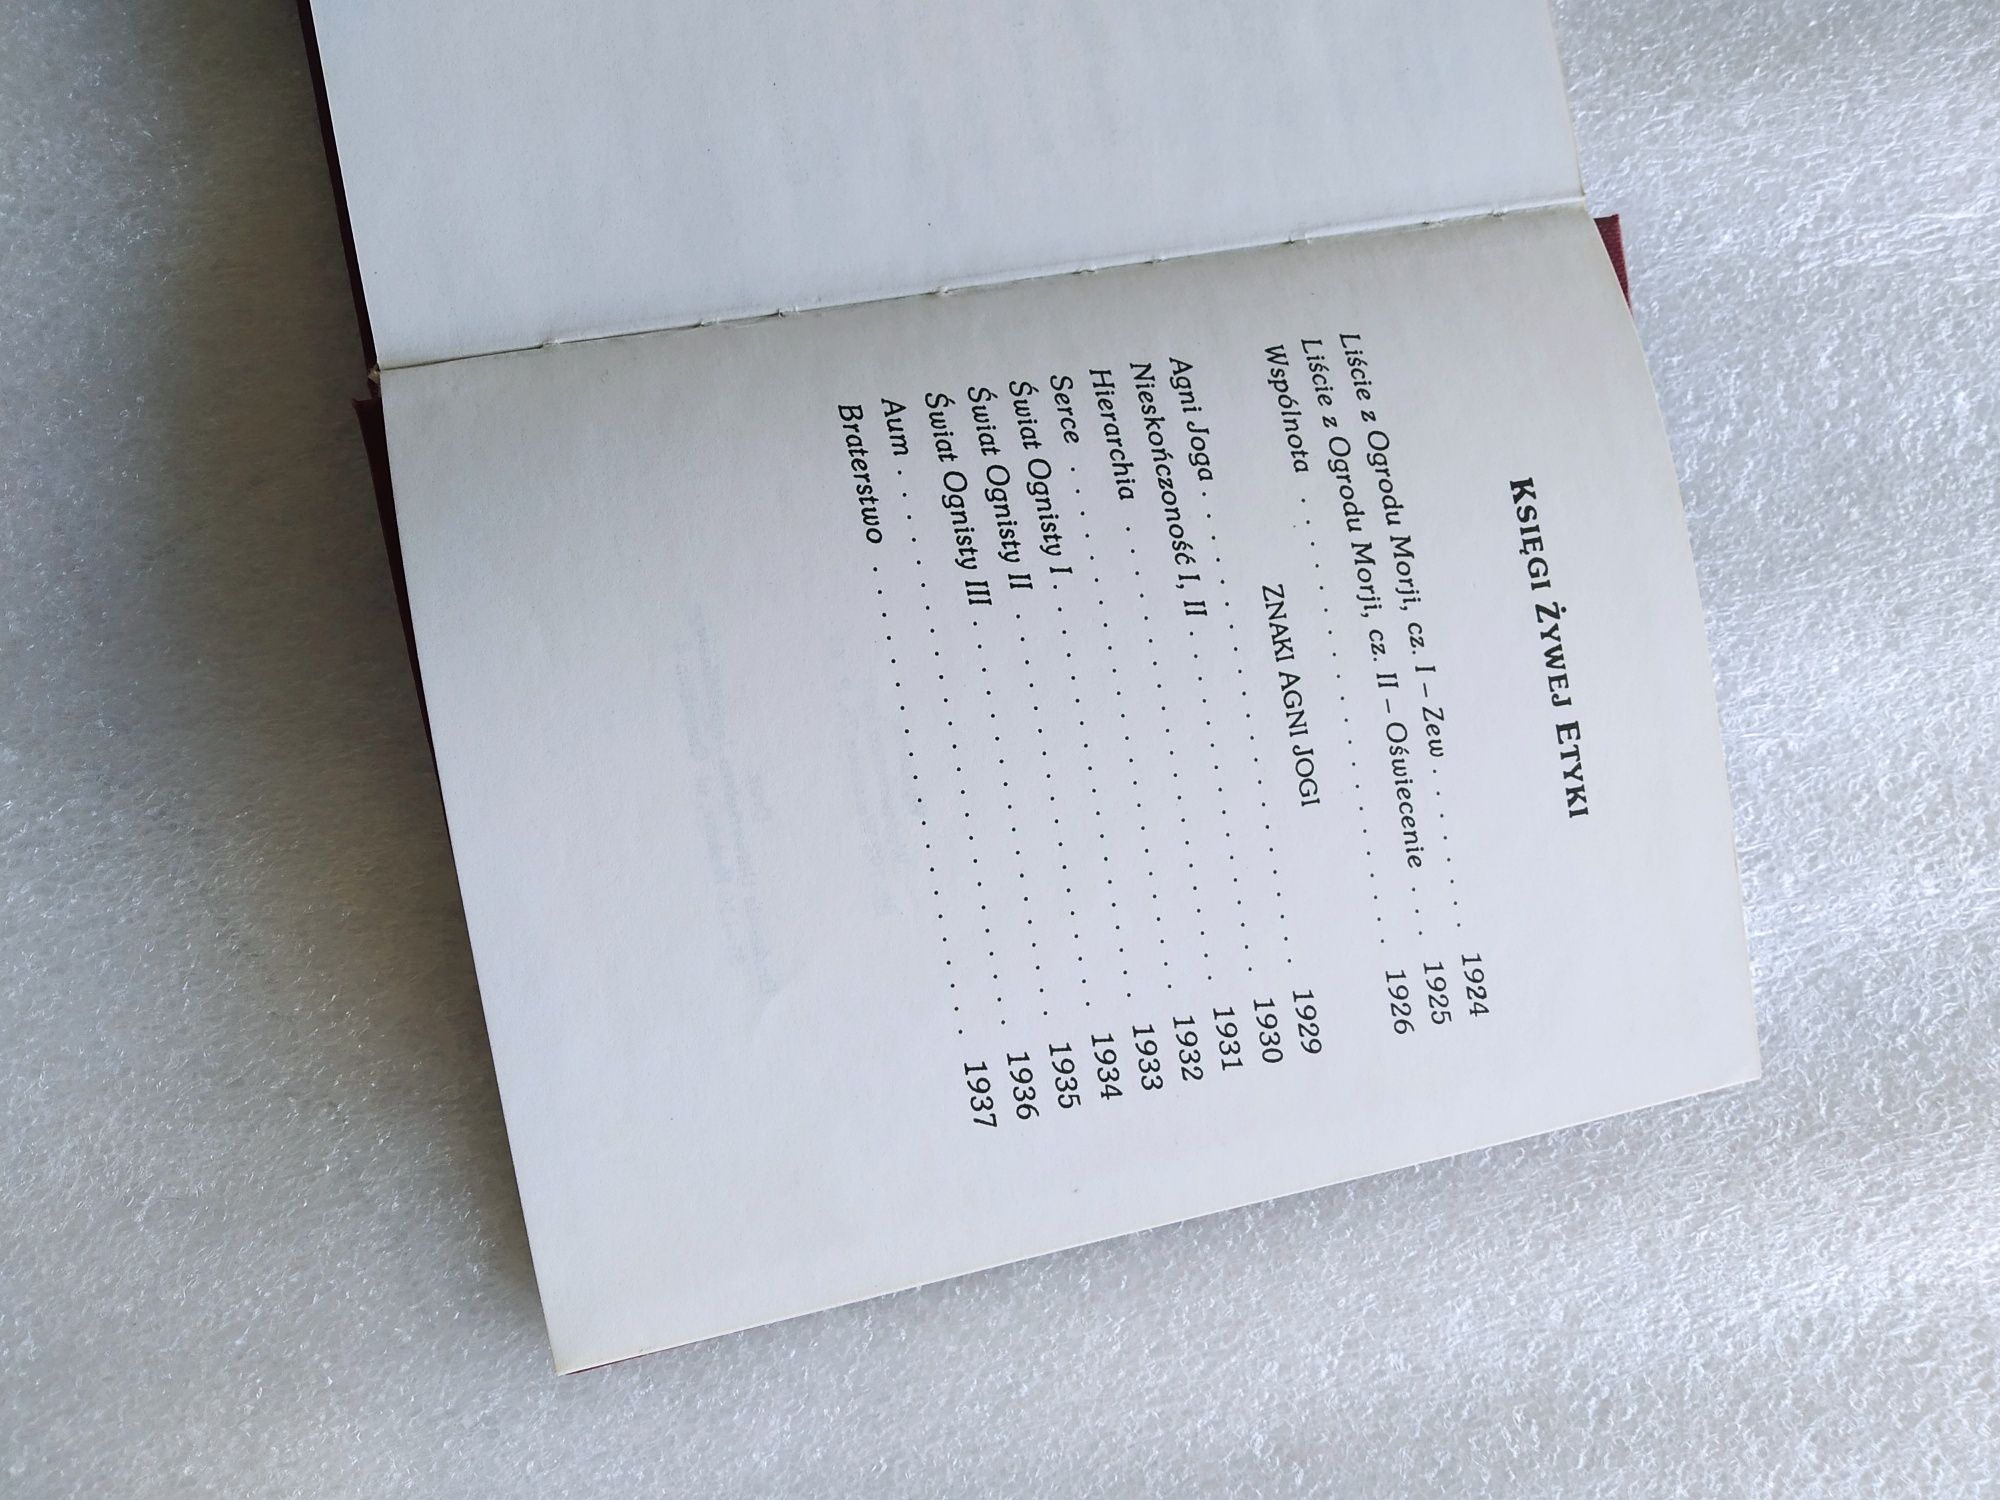 KSIĘGI ŻYWEJ ETYKI
Liście z Ogrodu Morji, cz. I – Zew . . . . . . . . 1924
Liście z Ogrodu Morji, cz. II – Oświecenie . . . 1925
Wspólnota . . . . . . . . . . . . . . . . . . . . 1926
ZNAKI AGNI JOGI
Agni Joga . . . . . . . . . . . . . . . . . . . . 1929
Nieskończoność I, II . . . . . . . . . . . . . . . 1930
Hierarchia . . . . . . . . . . . . . . . . . . . . 1931
Serce . . . . . . . . . . . . . . . . . . . . . . 1932
Świat Ognisty I . . . . . . . . . . . . . . . . . 1933
Świat Ognisty II . . . . . . . . . . . . . . . . . 1934
Świat Ognisty III . . . . . . . . . . . . . . . . 1935
Aum . . . . . . . . . . . . . . . . . . . . . . . 1936
Braterstwo . . . . . . . . . . . . . . . . . . . . 1937